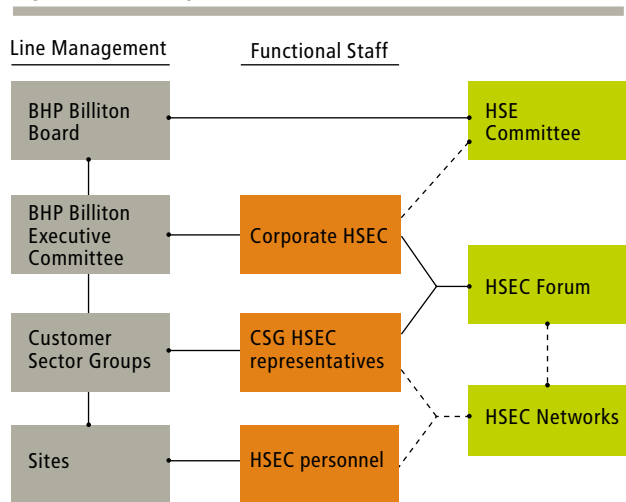 Line Management
Functional Staff
BHP Billiton
Board
HSE
Committee
BHP Billiton
Executive
Committee
Corporate HSEC
HSEC Forum
Customer
Sector Groups
CSG HSEC
representatives
HSEC Networks
Sites
HSEC personnel